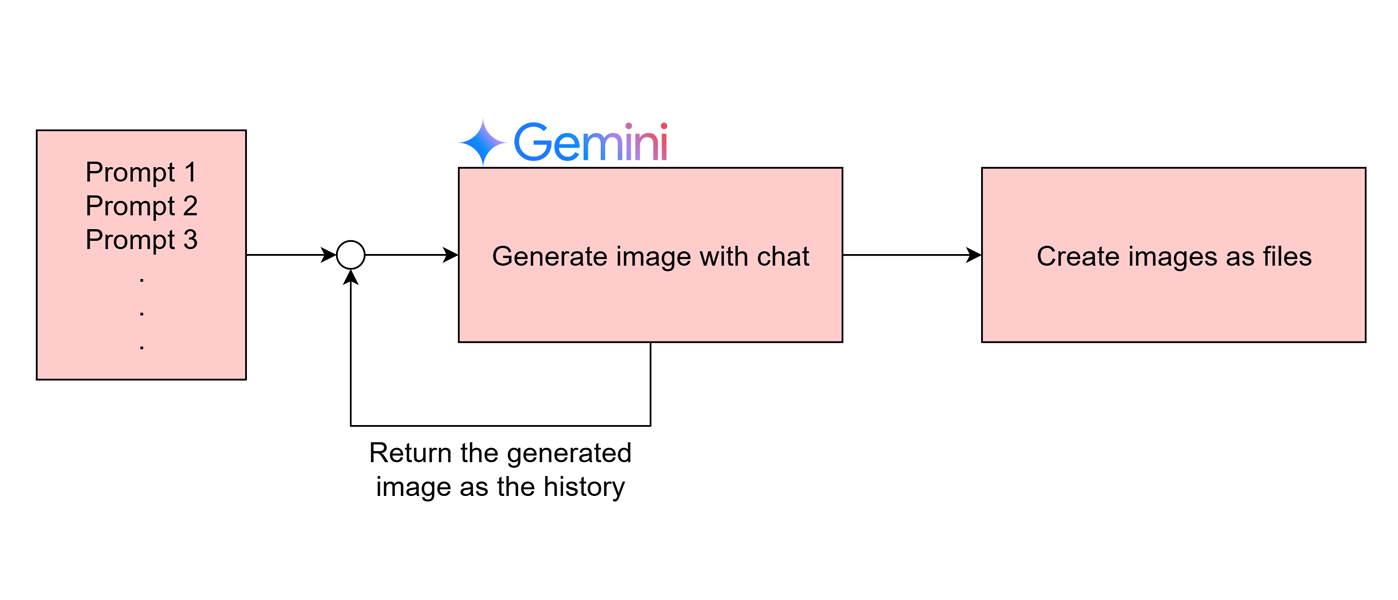 Prompt 1
Prompt 2
Prompt 3
.
.
.
Gemini
Generate image with chat
Create images as files
Return the generated
image as the history